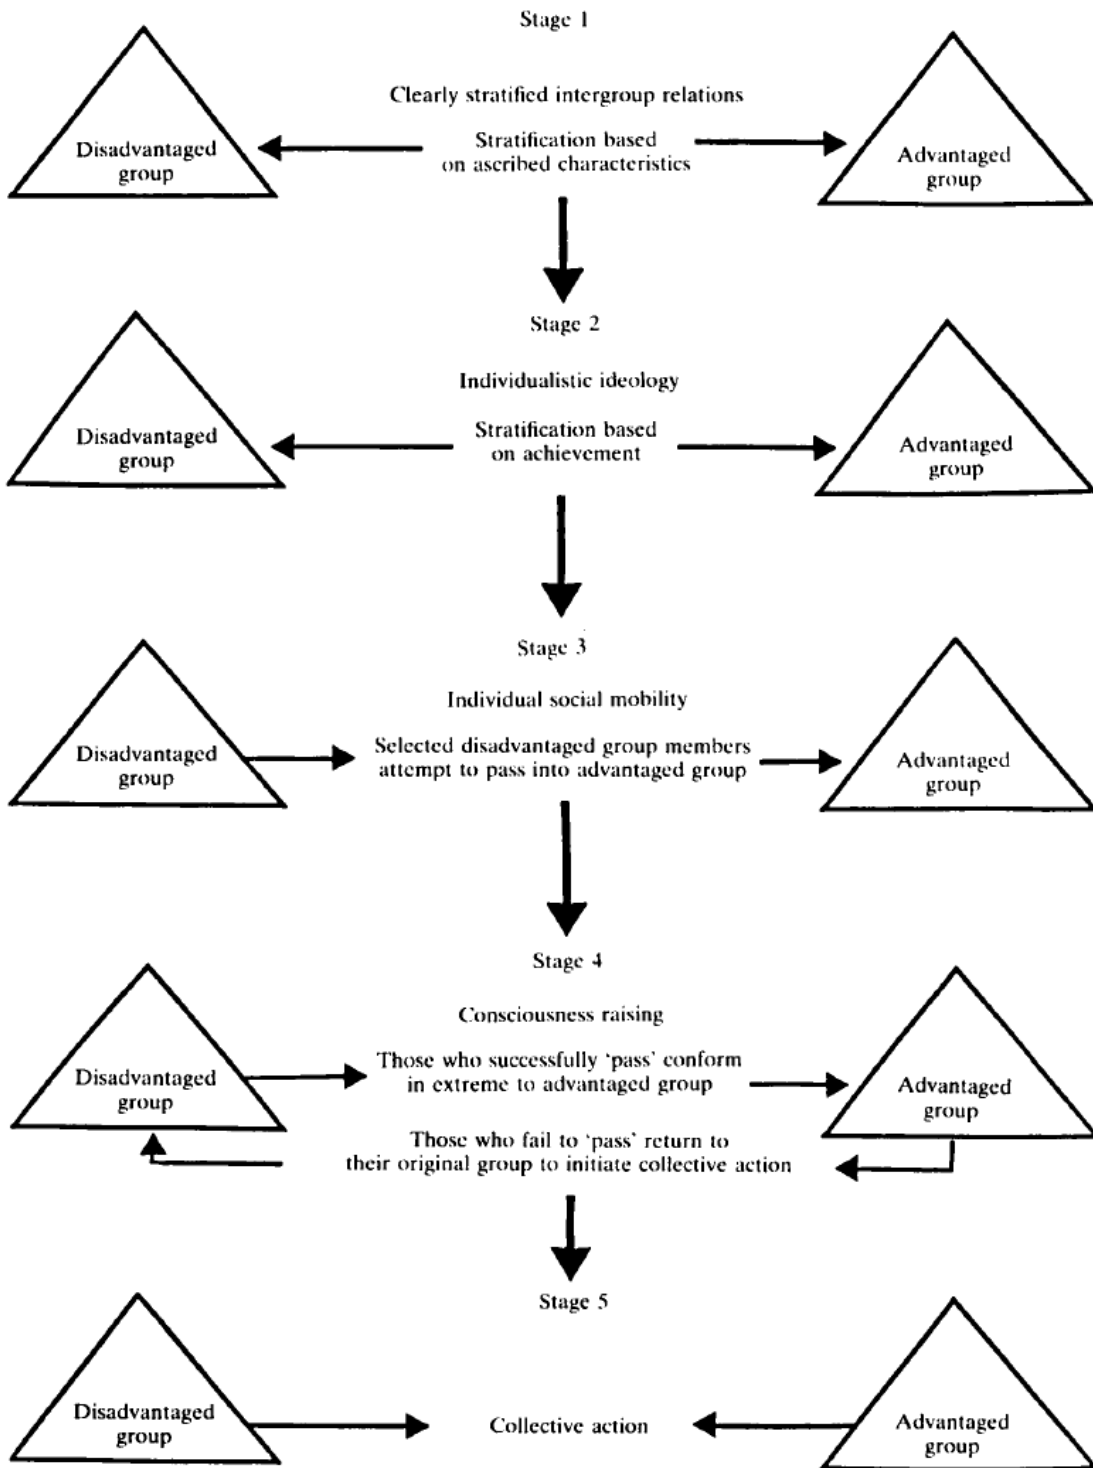 Stage 1
Clearly stratified intergroup relations
Disadvantaged
group
Stratification based
on ascribed characteristics
Advantaged
group
Stage 2
Individualistic ideology
Disadvantaged
group
Stratification based
on achievement
Advantaged
group
Stage 3
Individual social mobility
Disadvantaged
group
Selected disadvantaged group members
attempt to pass into advantaged group
Advantaged
group
Stage 4
Consciousness raising
Disadvantaged
group
Those who successfully ‘pass’ conform
in extreme to advantaged group
Advantaged
group
Those who fail to ‘pass’ return to
their original group to initiate collective action
Stage 5
Disadvantaged
group
Collective action
Advantaged
group